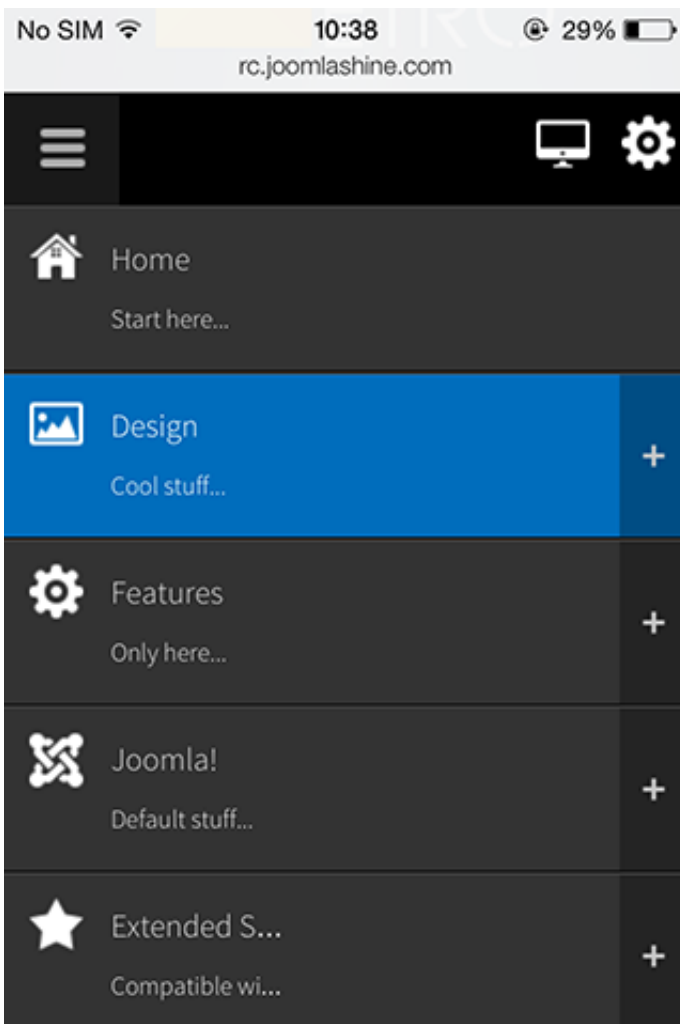 No SIM 10:38 29%
rc.joomlashine.com
Home
Start here...
Design
Cool stuff...
+
Features
Only here...
+
Joomla!
Default stuff...
+
Extended S...
Compatible wi...
+